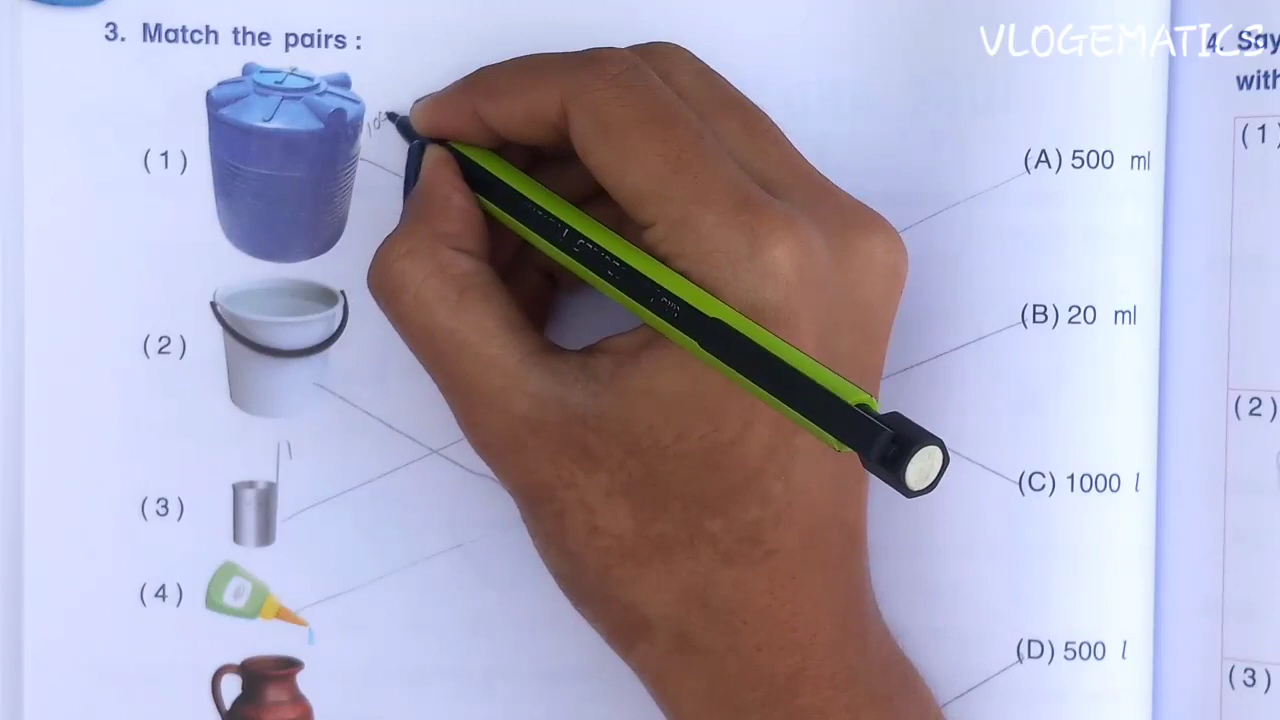 VLOGEMATICS
3. Match the pairs :
(1)
(A) 500 ml
(2)
(B) 20 ml
(3)
(C) 1000 l
(4)
(D) 500 l
4. Say
with
(1)
(2)
(3)